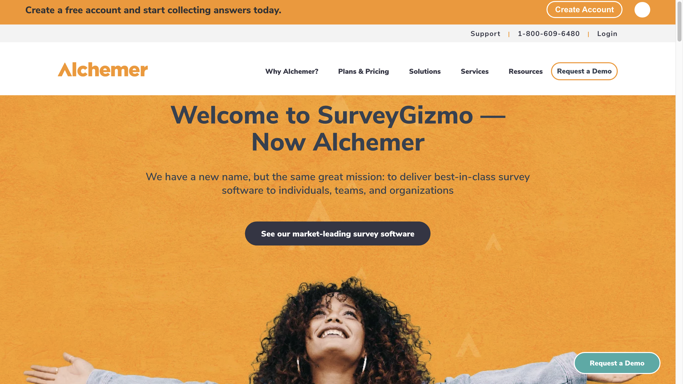 Create a free account and start collecting answers today.
Create Account
Support | 1-800-609-6480 | Login
Alchemer
Why Alchemer? Plans & Pricing Solutions Services Resources Request a Demo
Welcome to SurveyGizmo —
Now Alchemer
We have a new name, but the same great mission: to deliver best-in-class survey
software to individuals, teams, and organizations
See our market-leading survey software
Request a Demo